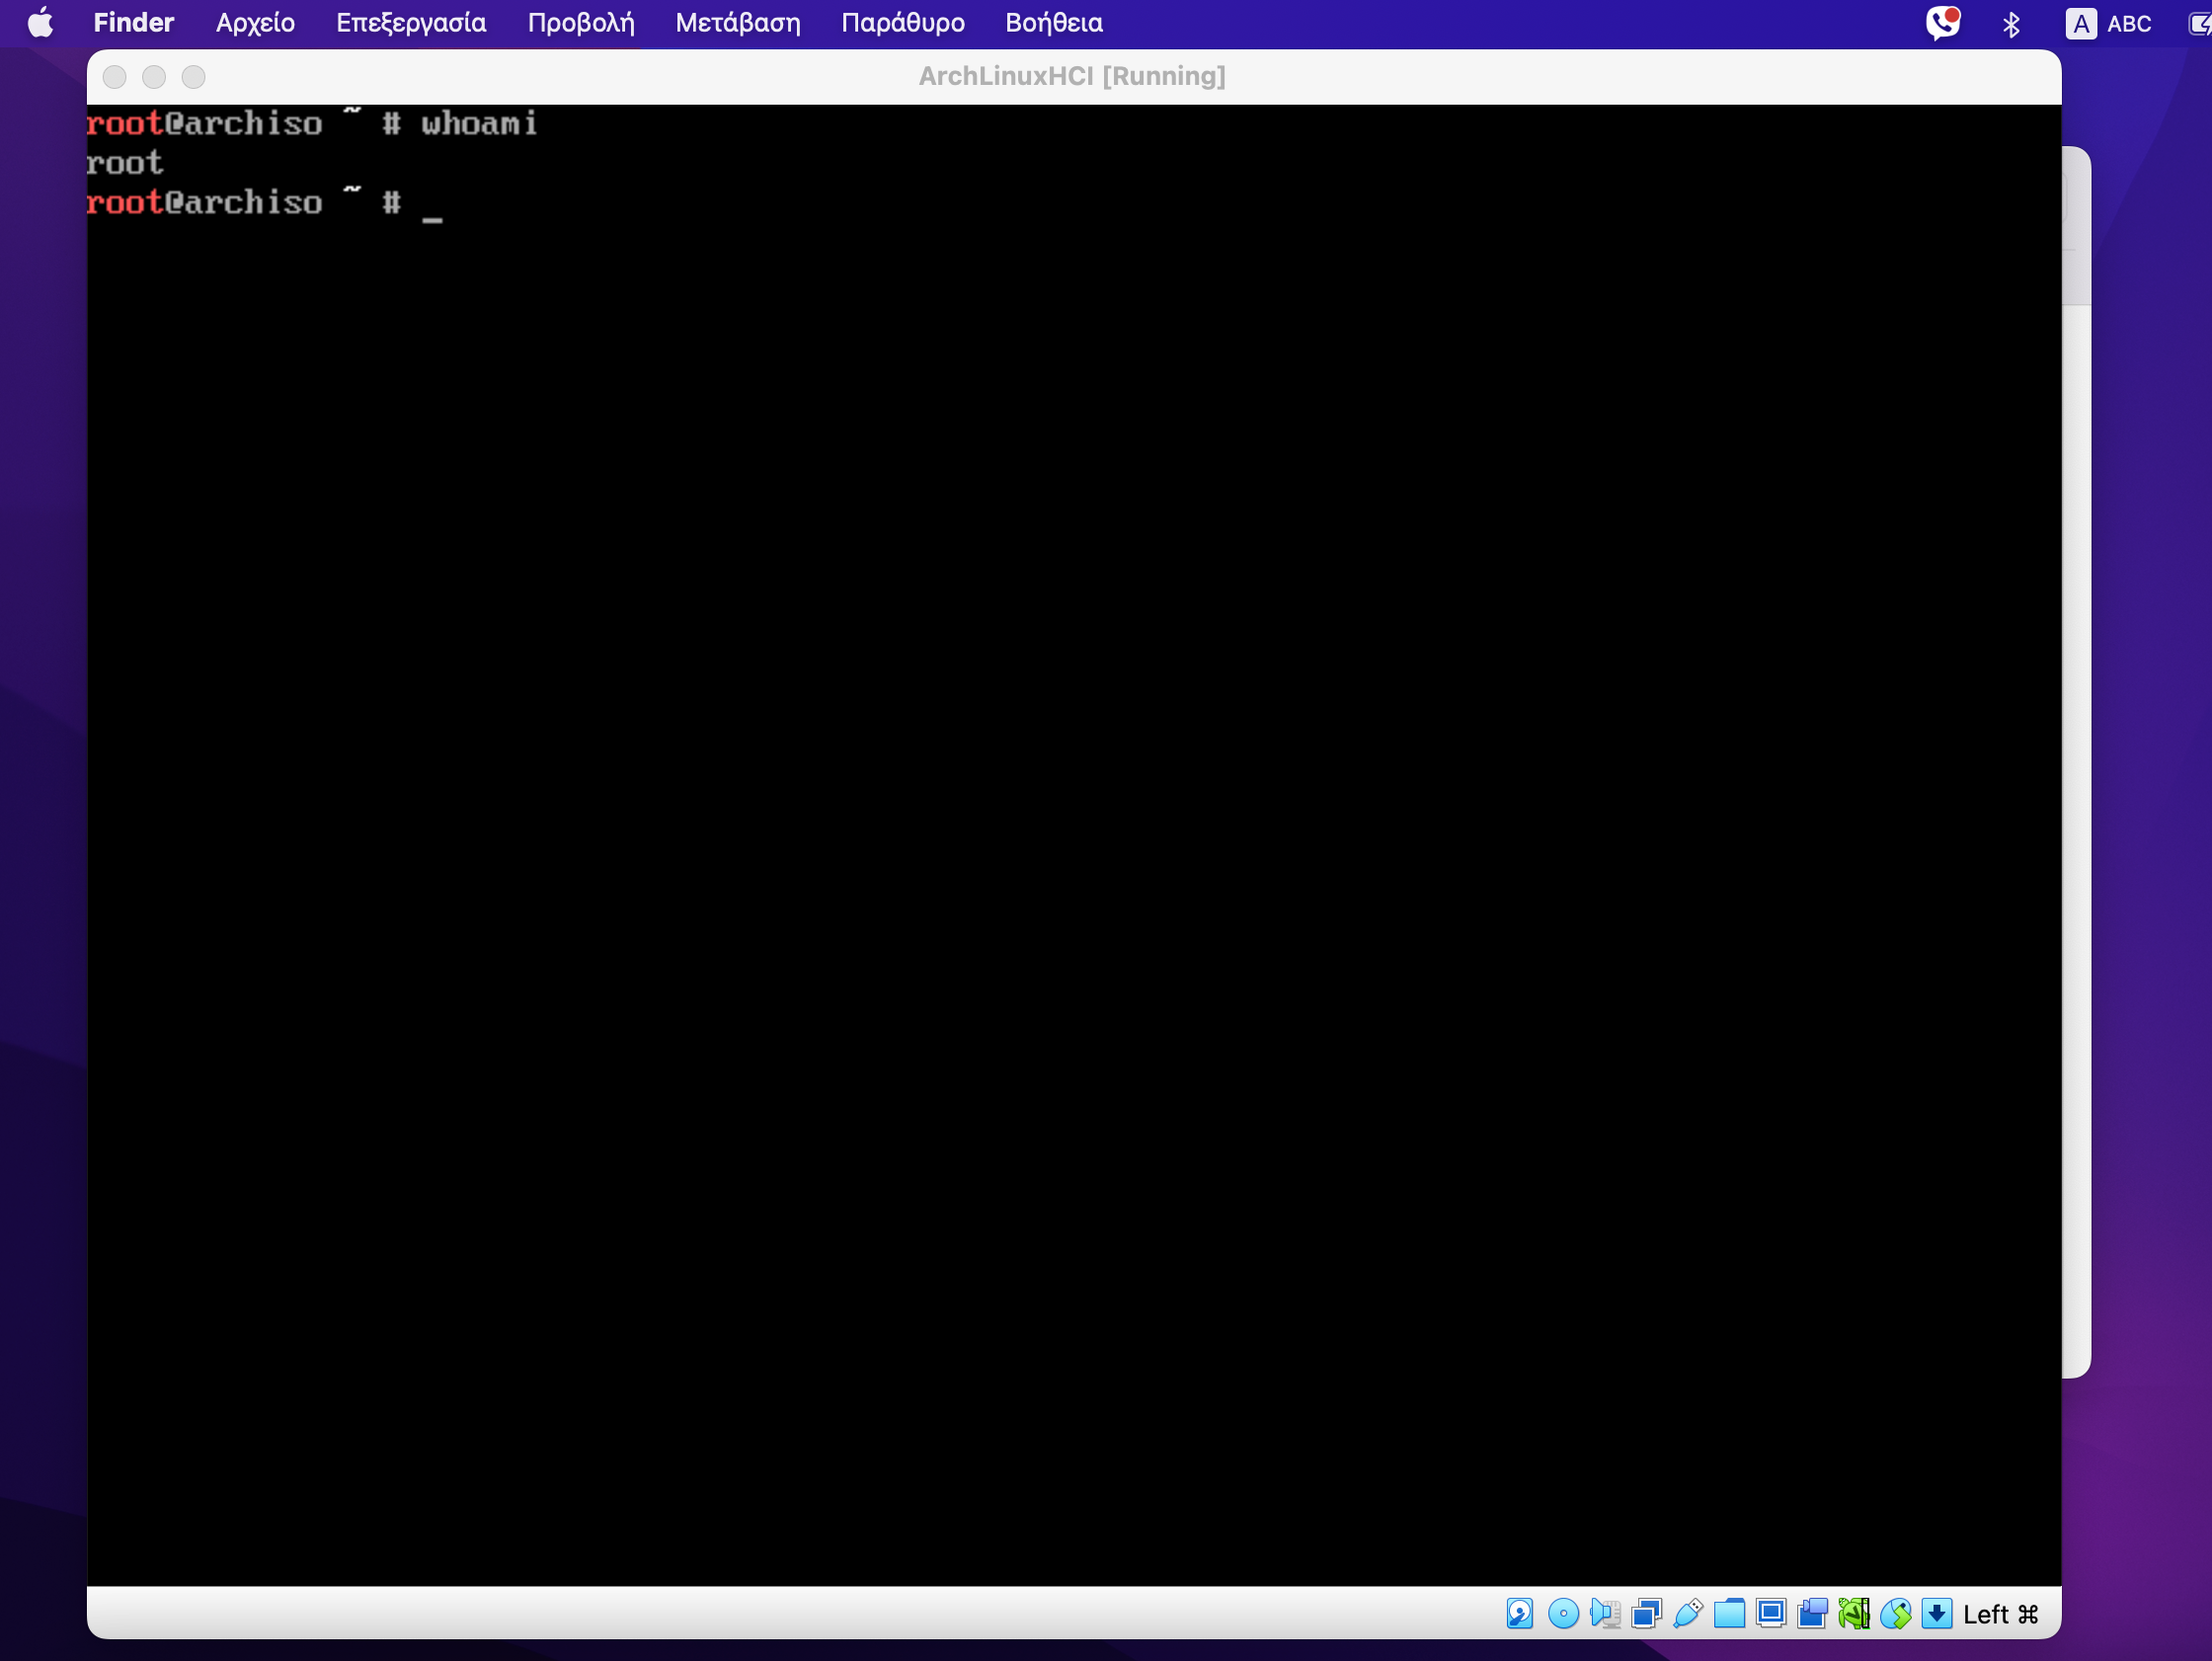 Finder Αρχείο Επεξεργασία Προβολή Μετάβαση Παράθυρο Βοήθεια A ABC
ArchLinuxHCI [Running]
root@archiso ~ # whoami
root
root@archiso ~ # _
Left ⌘